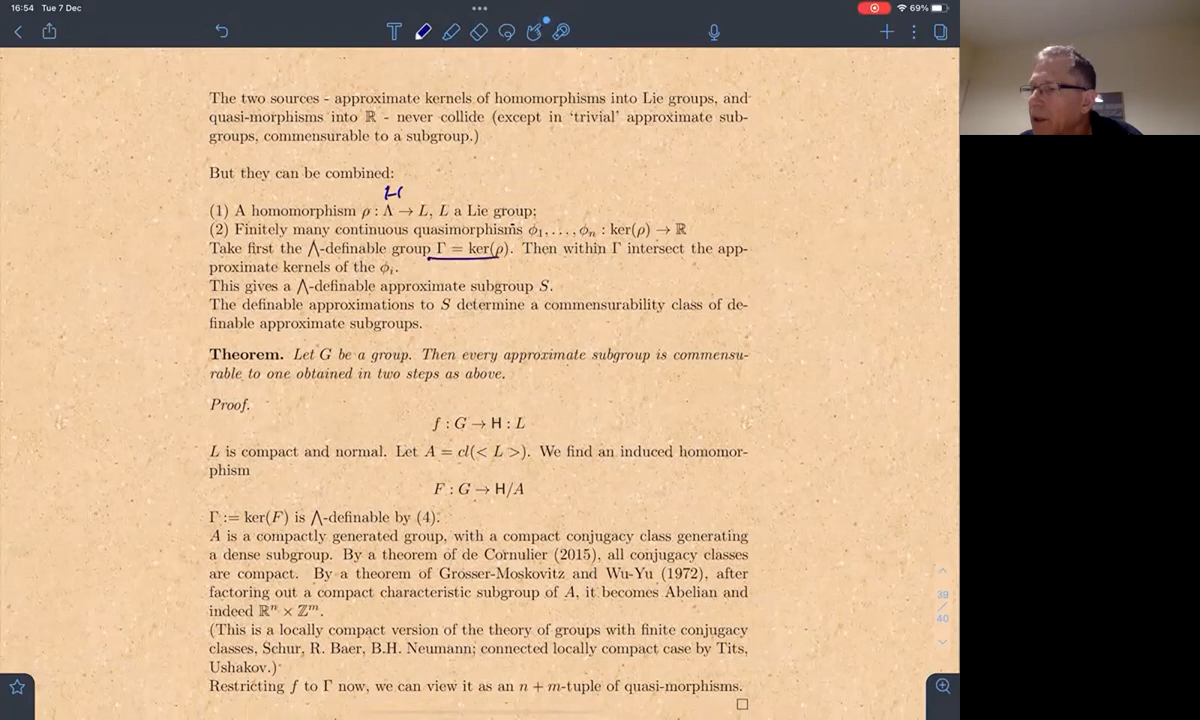 16:54 Tue 7 Dec
69%
The two sources - approximate kernels of homomorphisms into Lie groups, and
quasi-morphisms into ℝ - never collide (except in ‘trivial’ approximate sub-
groups, commensurable to a subgroup.)
But they can be combined:
H
(1) A homomorphism ρ : Λ → L, L a Lie group;
(2) Finitely many continuous quasimorphisms ϕ₁, . . . , ϕₙ : ker(ρ) → ℝ
Take first the ⋀-definable group Γ = ker(ρ). Then within Γ intersect the app-
proximate kernels of the ϕᵢ.
This gives a ⋀-definable approximate subgroup S.
The definable approximations to S determine a commensurability class of de-
finable approximate subgroups.
Theorem. Let G be a group. Then every approximate subgroup is commensu-
rable to one obtained in two steps as above.
Proof.
f : G → H : L
L is compact and normal. Let A = cl(< L >). We find an induced homomor-
phism
F : G → H/A
Γ := ker(F) is ⋀-definable by (4).
A is a compactly generated group, with a compact conjugacy class generating
a dense subgroup. By a theorem of de Cornulier (2015), all conjugacy classes
are compact. By a theorem of Grosser-Moskovitz and Wu-Yu (1972), after
factoring out a compact characteristic subgroup of A, it becomes Abelian and
indeed ℝⁿ × ℤᵐ.
(This is a locally compact version of the theory of groups with finite conjugacy
classes, Schur, R. Baer, B.H. Neumann; connected locally compact case by Tits,
Ushakov.)
Restricting f to Γ now, we can view it as an n + m-tuple of quasi-morphisms.
□
39
/
40